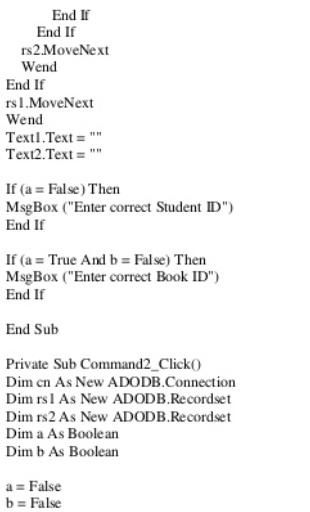 End If
End If
rs2.MoveNext
Wend
End If
rs1.MoveNext
Wend
Text1.Text = ""
Text2.Text = ""
If (a = False) Then
MsgBox ("Enter correct Student ID")
End If
If (a = True And b = False) Then
MsgBox ("Enter correct Book ID")
End If
End Sub
Private Sub Command2_Click()
Dim cn As New ADODB.Connection
Dim rs1 As New ADODB.Recordset
Dim rs2 As New ADODB.Recordset
Dim a As Boolean
Dim b As Boolean
a = False
b = False